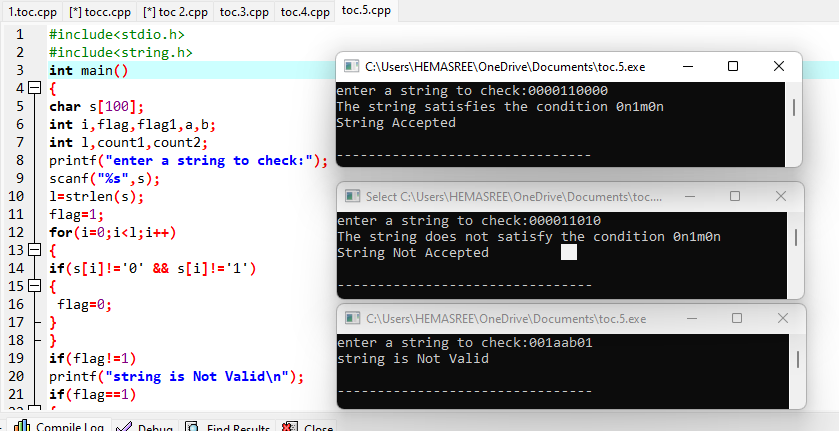 1.toc.cpp [*] tocc.cpp [*] toc 2.cpp toc.3.cpp toc.4.cpp toc.5.cpp
1 #include<stdio.h>
2 #include<string.h>
3 int main()
4 {
5 char s[100];
6 int i,flag,flag1,a,b;
7 int l,count1,count2;
8 printf("enter a string to check:");
9 scanf("%s",s);
10 l=strlen(s);
11 flag=1;
12 for(i=0;i<l;i++)
13 {
14 if(s[i]!='0' && s[i]!='1')
15 {
16 flag=0;
17 }
18 }
19 if(flag!=1)
20 printf("string is Not Valid\n");
21 if(flag==1)
C:\Users\HEMASREE\OneDrive\Documents\toc.5.exe
enter a string to check:0000110000
The string satisfies the condition 0n1m0n
String Accepted
--------------------------------
Select C:\Users\HEMASREE\OneDrive\Documents\toc....
enter a string to check:000011010
The string does not satisfy the condition 0n1m0n
String Not Accepted
--------------------------------
C:\Users\HEMASREE\OneDrive\Documents\toc.5.exe
enter a string to check:001aab01
string is Not Valid
--------------------------------
Compile Log Debug Find Results Close